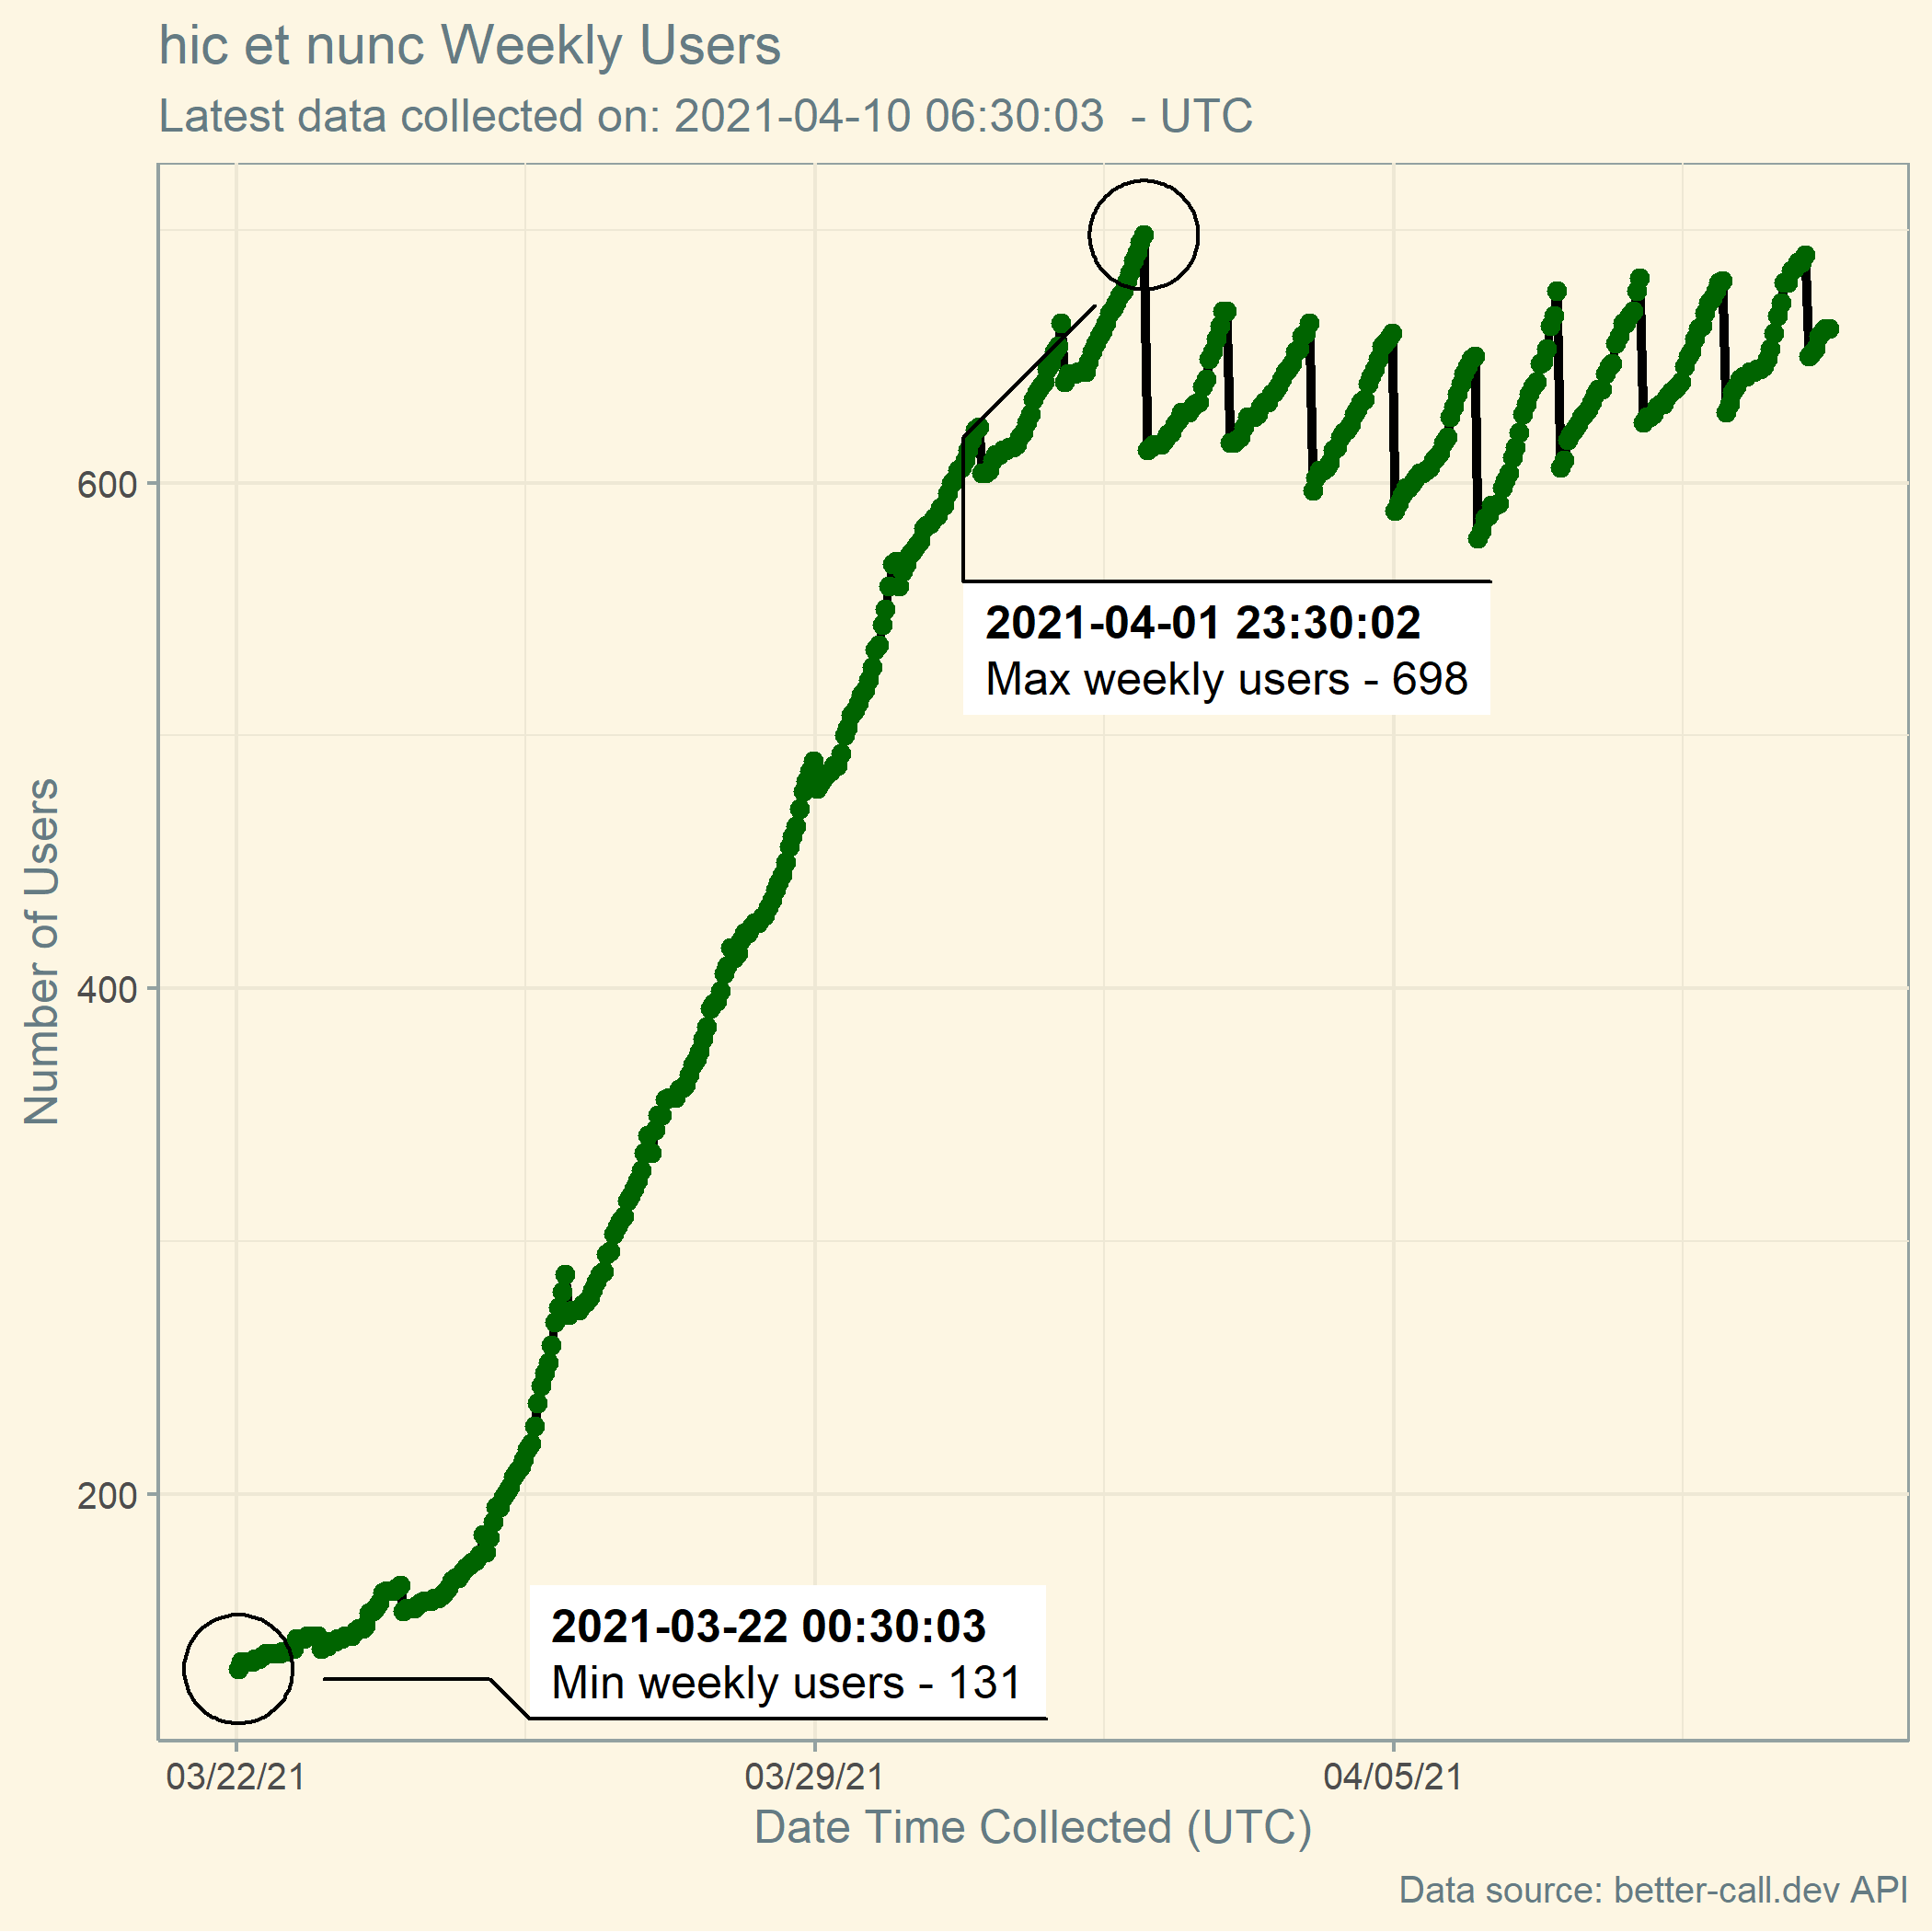 hic et nunc Weekly Users
Latest data collected on: 2021-04-10 06:30:03  - UTC
Number of Users
600
400
200
2021-04-01 23:30:02
Max weekly users - 698
2021-03-22 00:30:03
Min weekly users - 131
03/22/21
03/29/21
04/05/21
Date Time Collected (UTC)
Data source: better-call.dev API